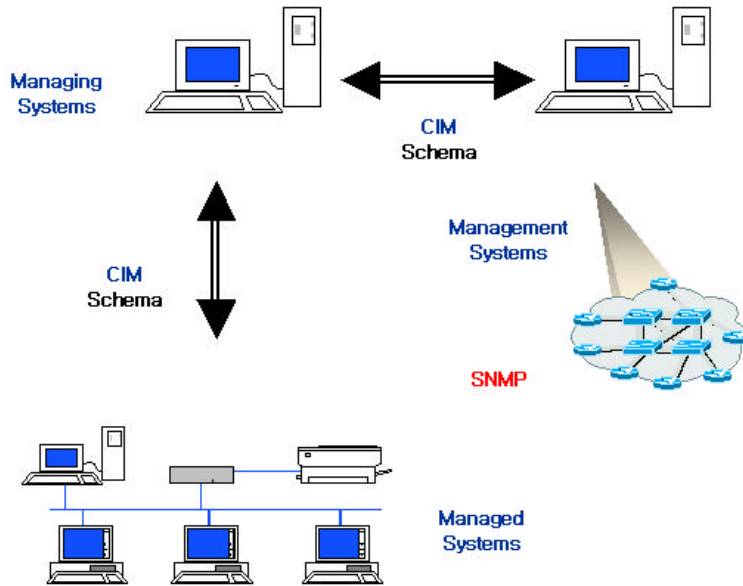 Managing
Systems
CIM
Schema
Management
Systems
CIM
Schema
SNMP
Managed
Systems